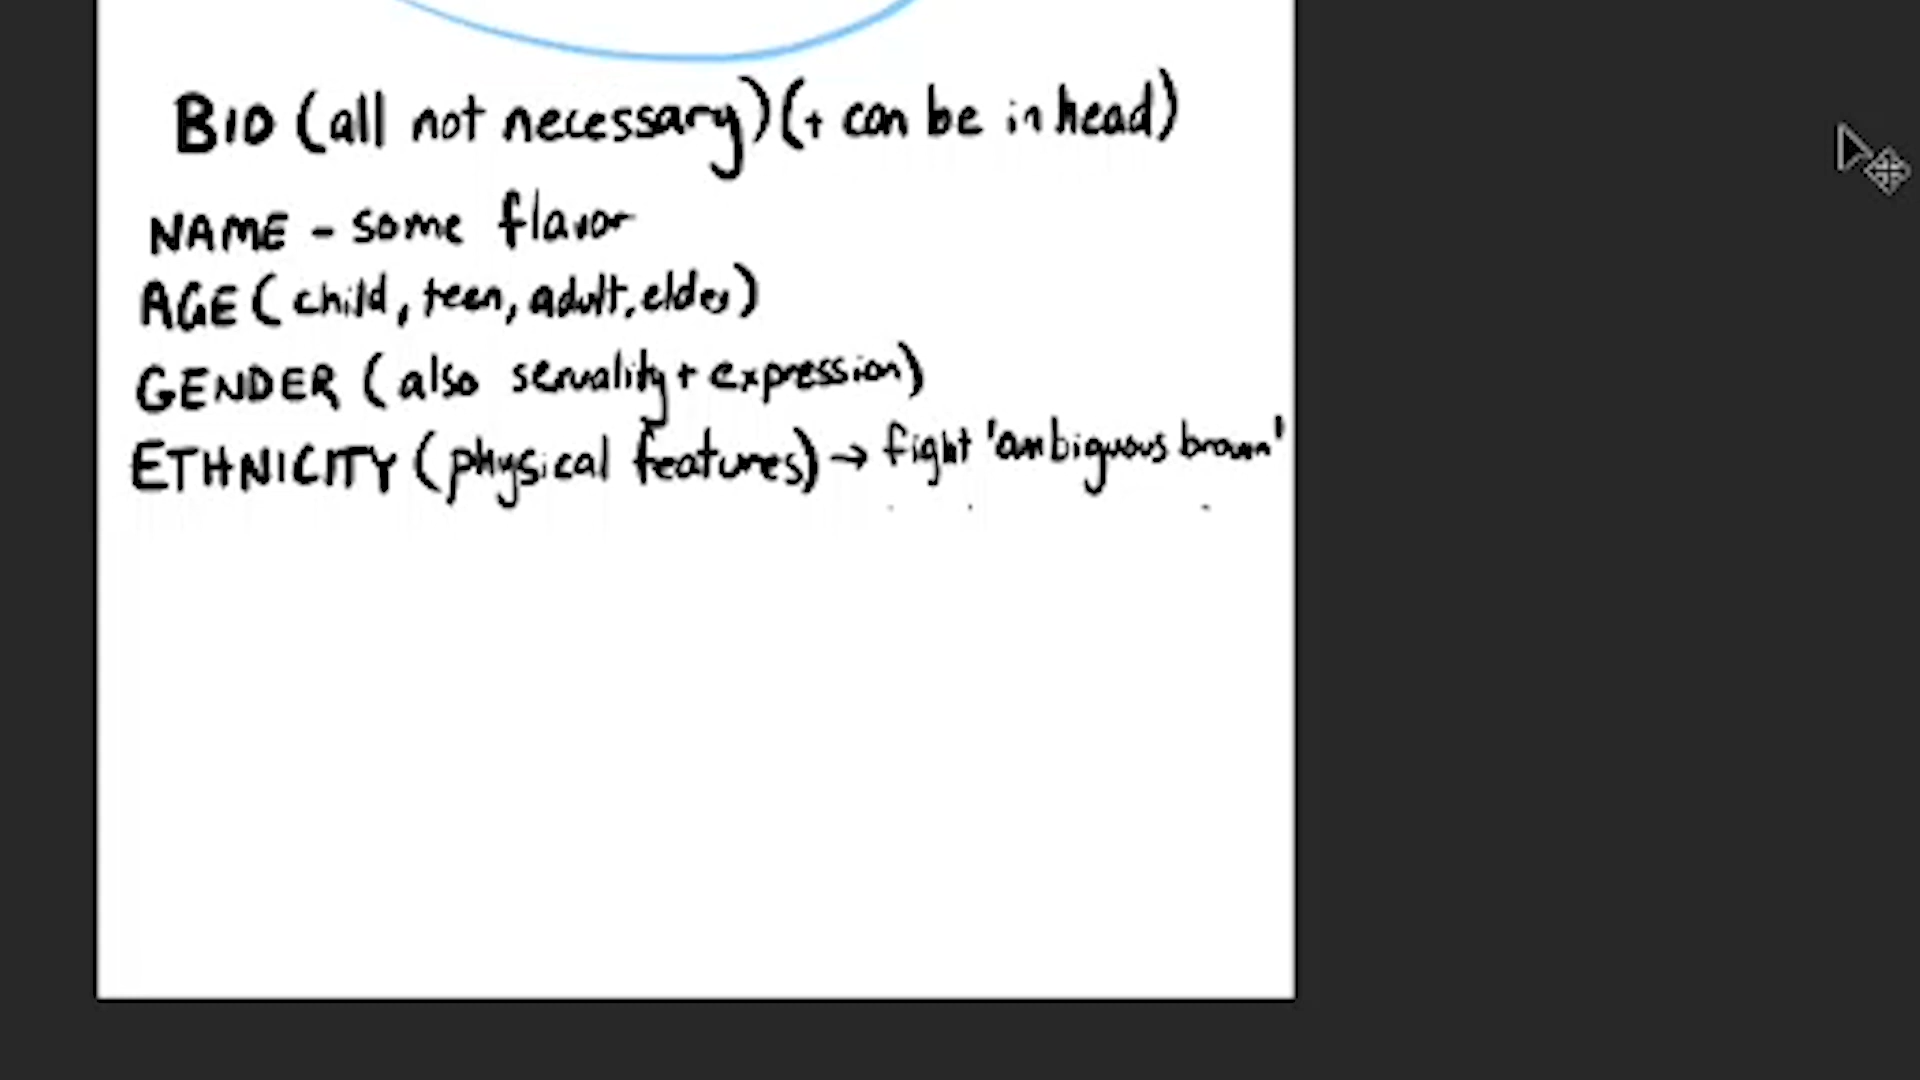 BIO (all not necessary) (+ can be in head)
NAME - some flavor
AGE (child, teen, adult, elder)
GENDER (also sexuality + expression)
ETHNICITY (physical features) → fight 'ambiguous brown'